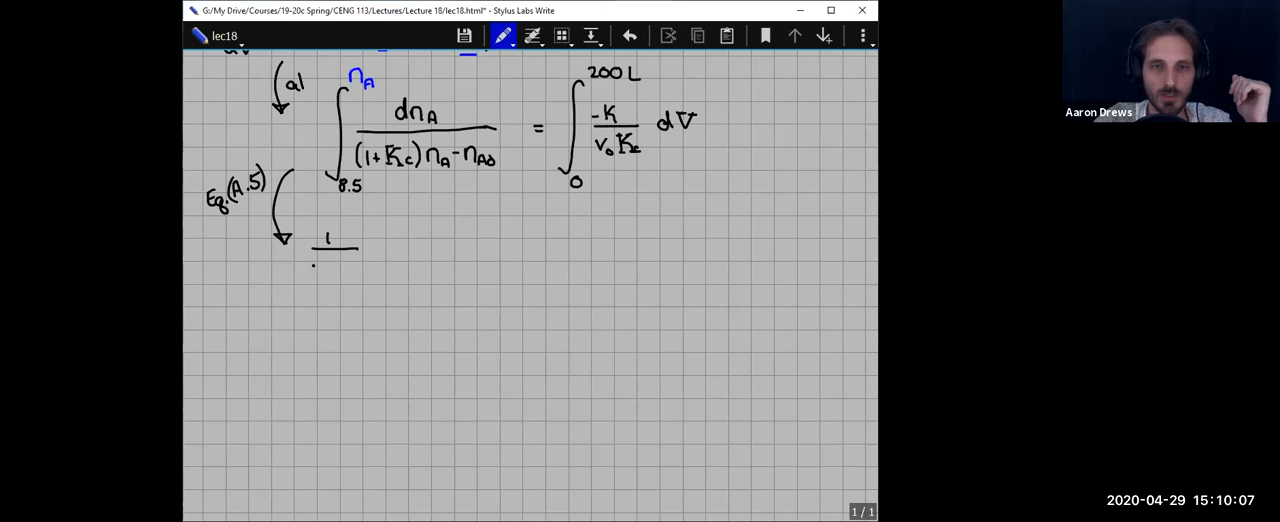 G:/My Drive/Courses/19-20c Spring/CENG 113/Lectures/Lecture 18/lec18.html* - Stylus Labs Write
lec18
al
n_A 200 L
∫ dn_A / ((1+K_c) n_A - n_A0) = ∫ -K / (v_0 K_c) dV
8.5 0
Eq.(A.5)
1
Aaron Drews
1 / 1
2020-04-29 15:10:07